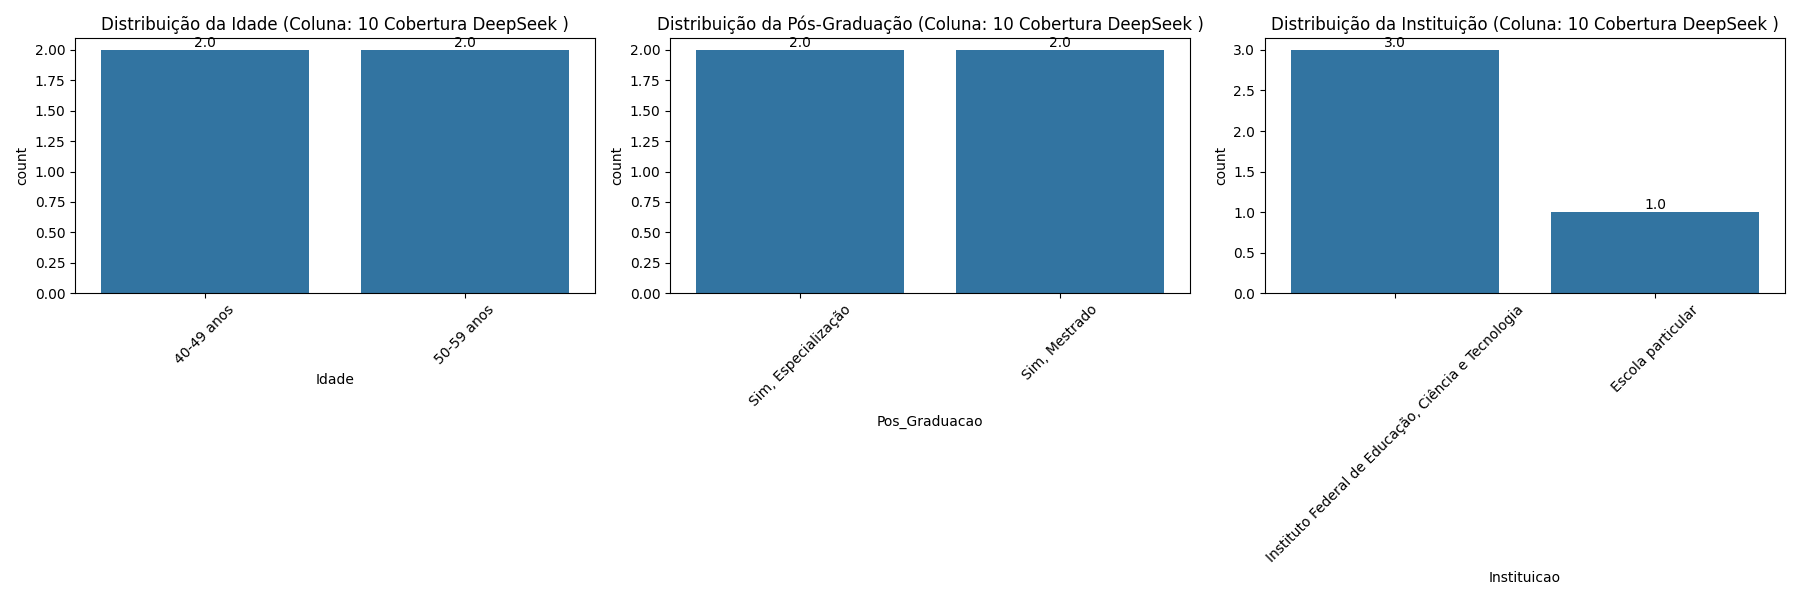 Distribuição da Idade (Coluna: 10 Cobertura DeepSeek )
2.0
2.0
2.00
1.75
1.50
1.25
1.00
0.75
0.50
0.25
0.00
count
40-49 anos
50-59 anos
Idade
Distribuição da Pós-Graduação (Coluna: 10 Cobertura DeepSeek )
2.0
2.0
2.00
1.75
1.50
1.25
1.00
0.75
0.50
0.25
0.00
count
Sim, Especialização
Sim, Mestrado
Pos_Graduacao
Distribuição da Instituição (Coluna: 10 Cobertura DeepSeek )
3.0
1.0
3.0
2.5
2.0
1.5
1.0
0.5
0.0
count
Instituto Federal de Educação, Ciência e Tecnologia
Escola particular
Instituicao